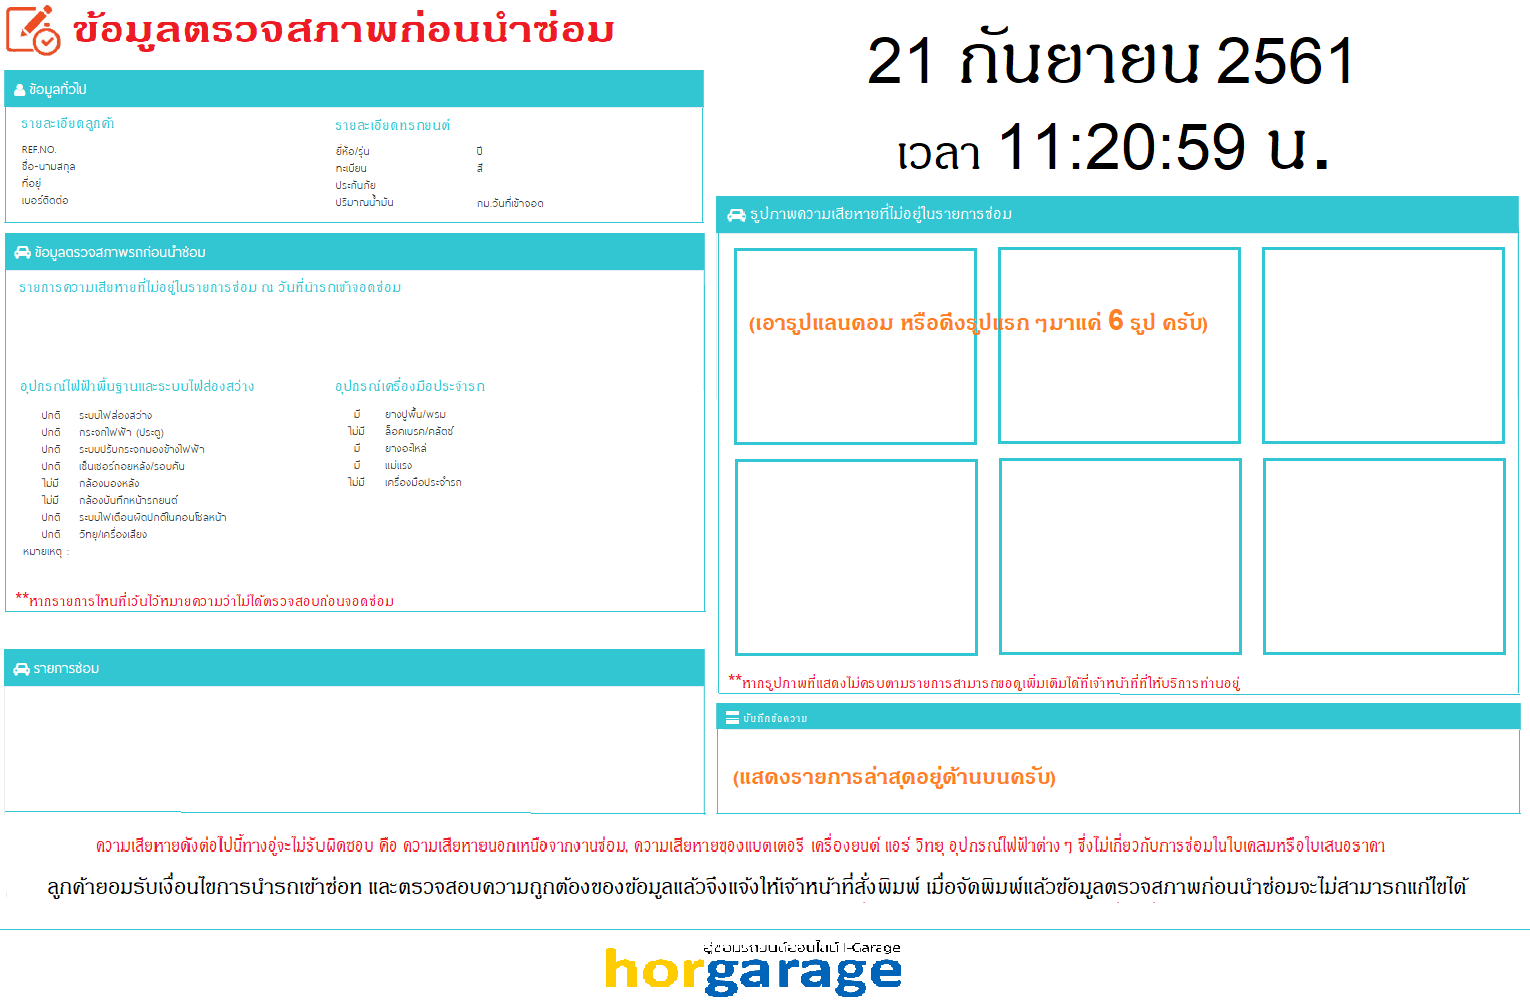 ข้อมูลตรวจสภาพก่อนนำซ่อม
21 กันยายน 2561
เวลา 11:20:59 น.
ข้อมูลทั่วไป
รายละเอียดลูกค้า
REF.NO.
ชื่อ-นามสกุล
ที่อยู่
เบอร์ติดต่อ
รายละเอียดทรถยนต์
ยี่ห้อ/รุ่น ปี
ทะเบียน สี
ประกันภัย
ปริมาณน้ำมัน กม.วันที่เข้าจอด
ข้อมูลตรวจสภาพรถก่อนนำซ่อม
รายการความเสียหายที่ไม่อยู่ในรายการซ่อม ณ วันที่นำรถเข้าจอดซ่อม
อุปกรณ์ไฟฟ้าพื้นฐานและระบบไฟส่องสว่าง
ปกติ ระบบไฟส่องสว่าง
ปกติ กระจกไฟฟ้า (ประตู)
ปกติ ระบบปรับกระจกมองข้างไฟฟ้า
ปกติ เซ็นเซอร์ถอยหลัง/รอบคัน
ไม่มี กล้องมองหลัง
ไม่มี กล้องบันทึกหน้ารถยนต์
ปกติ ระบบไฟเตือนผิดปกติในคอนโซลหน้า
ปกติ วิทยุ/เครื่องเสียง
หมายเหตุ :
อุปกรณ์เครื่องมือประจำรถ
มี ยางปูพื้น/พรม
ไม่มี ล็อคเบรค/คลัตซ์
มี ยางอะไหล่
มี แม่แรง
ไม่มี เครื่องมือประจำรถ
**หากรายการไหนที่เว้นไว้หมายความว่าไม่ได้ตรวจสอบก่อนจอดซ่อม
รายการซ่อม
รูปภาพความเสียหายที่ไม่อยู่ในรายการซ่อม
(เอารูปแลนดอม หรือดึงรูปแรก ๆมาแค่ 6 รูป ครับ)
**หากรูปภาพที่แสดงไม่ครบตามรายการสามารถขอดูเพิ่มเติมได้ที่เจ้าหน้าที่ที่ให้บริการท่านอยู่
บันทึกข้อความ
(แสดงรายการล่าสุดอยู่ด้านบนครับ)
ความเสียหายดังต่อไปนี้ทางอู่จะไม่รับผิดชอบ คือ ความเสียหายนอกเหนือจากงานซ่อม, ความเสียหายของแบตเตอรี่ เครื่องยนต์ แอร์ วิทยุ อุปกรณ์ไฟฟ้าต่าง ๆ ซึ่งไม่เกี่ยวกับการซ่อมในใบเคลมหรือใบเสนอราคา
ลูกค้ายอมรับเงื่อนไขการนำรถเข้าซ่อท และตรวจสอบความถูกต้องของข้อมูลแล้วจึงแจ้งให้เจ้าหน้าที่สั่งพิมพ์ เมื่อจัดพิมพ์แล้วข้อมูลตรวจสภาพก่อนนำซ่อมจะไม่สามารถแก้ไขได้
อู่ซ่อมรถยนต์ออนไลน์ I-Garage
horgarage